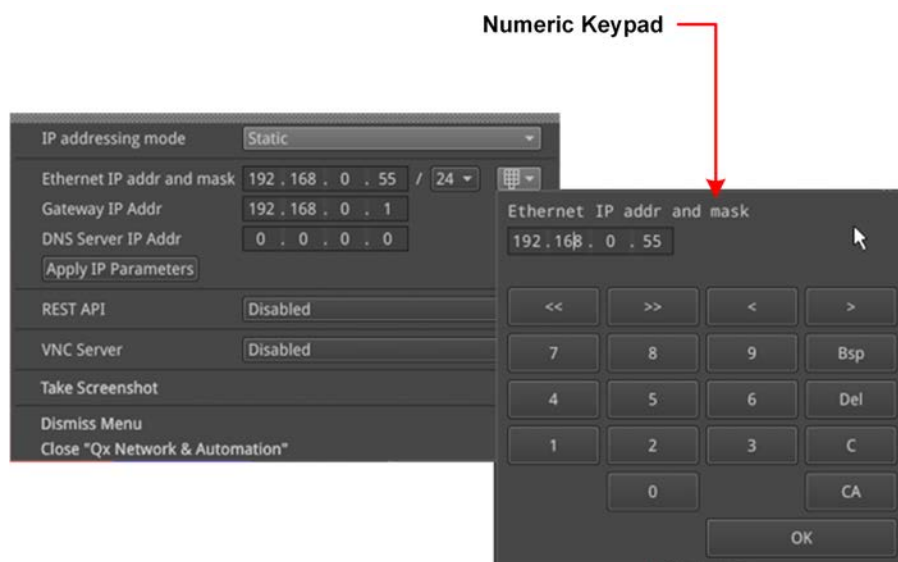 Numeric Keypad
IP addressing mode Static
Ethernet IP addr and mask 192 . 168 . 0 . 55 / 24
Gateway IP Addr 192 . 168 . 0 . 1
DNS Server IP Addr 0 . 0 . 0 . 0
Apply IP Parameters
REST API Disabled
VNC Server Disabled
Take Screenshot
Dismiss Menu
Close "Qx Network & Automation"
Ethernet IP addr and mask
192 . 168 . 0 . 55
<< >> < >
7 8 9 Bsp
4 5 6 Del
1 2 3 C
0 CA
OK